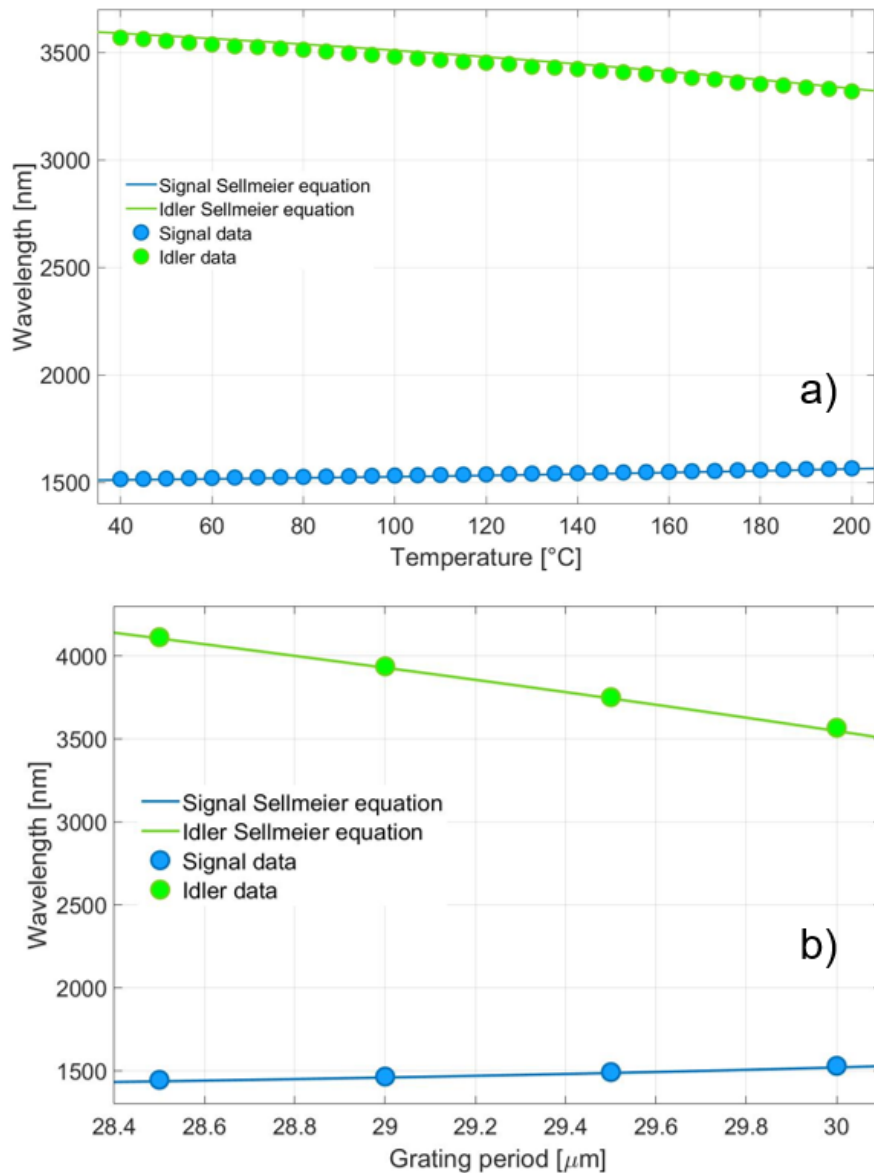 3500
3000
2500
2000
1500
Wavelength [nm]
Signal Sellmeier equation
Idler Sellmeier equation
Signal data
Idler data
a)
40 60 80 100 120 140 160 180 200
Temperature [°C]
4000
3500
3000
2500
2000
1500
Wavelength [nm]
Signal Sellmeier equation
Idler Sellmeier equation
Signal data
Idler data
b)
28.4 28.6 28.8 29 29.2 29.4 29.6 29.8 30
Grating period [μm]